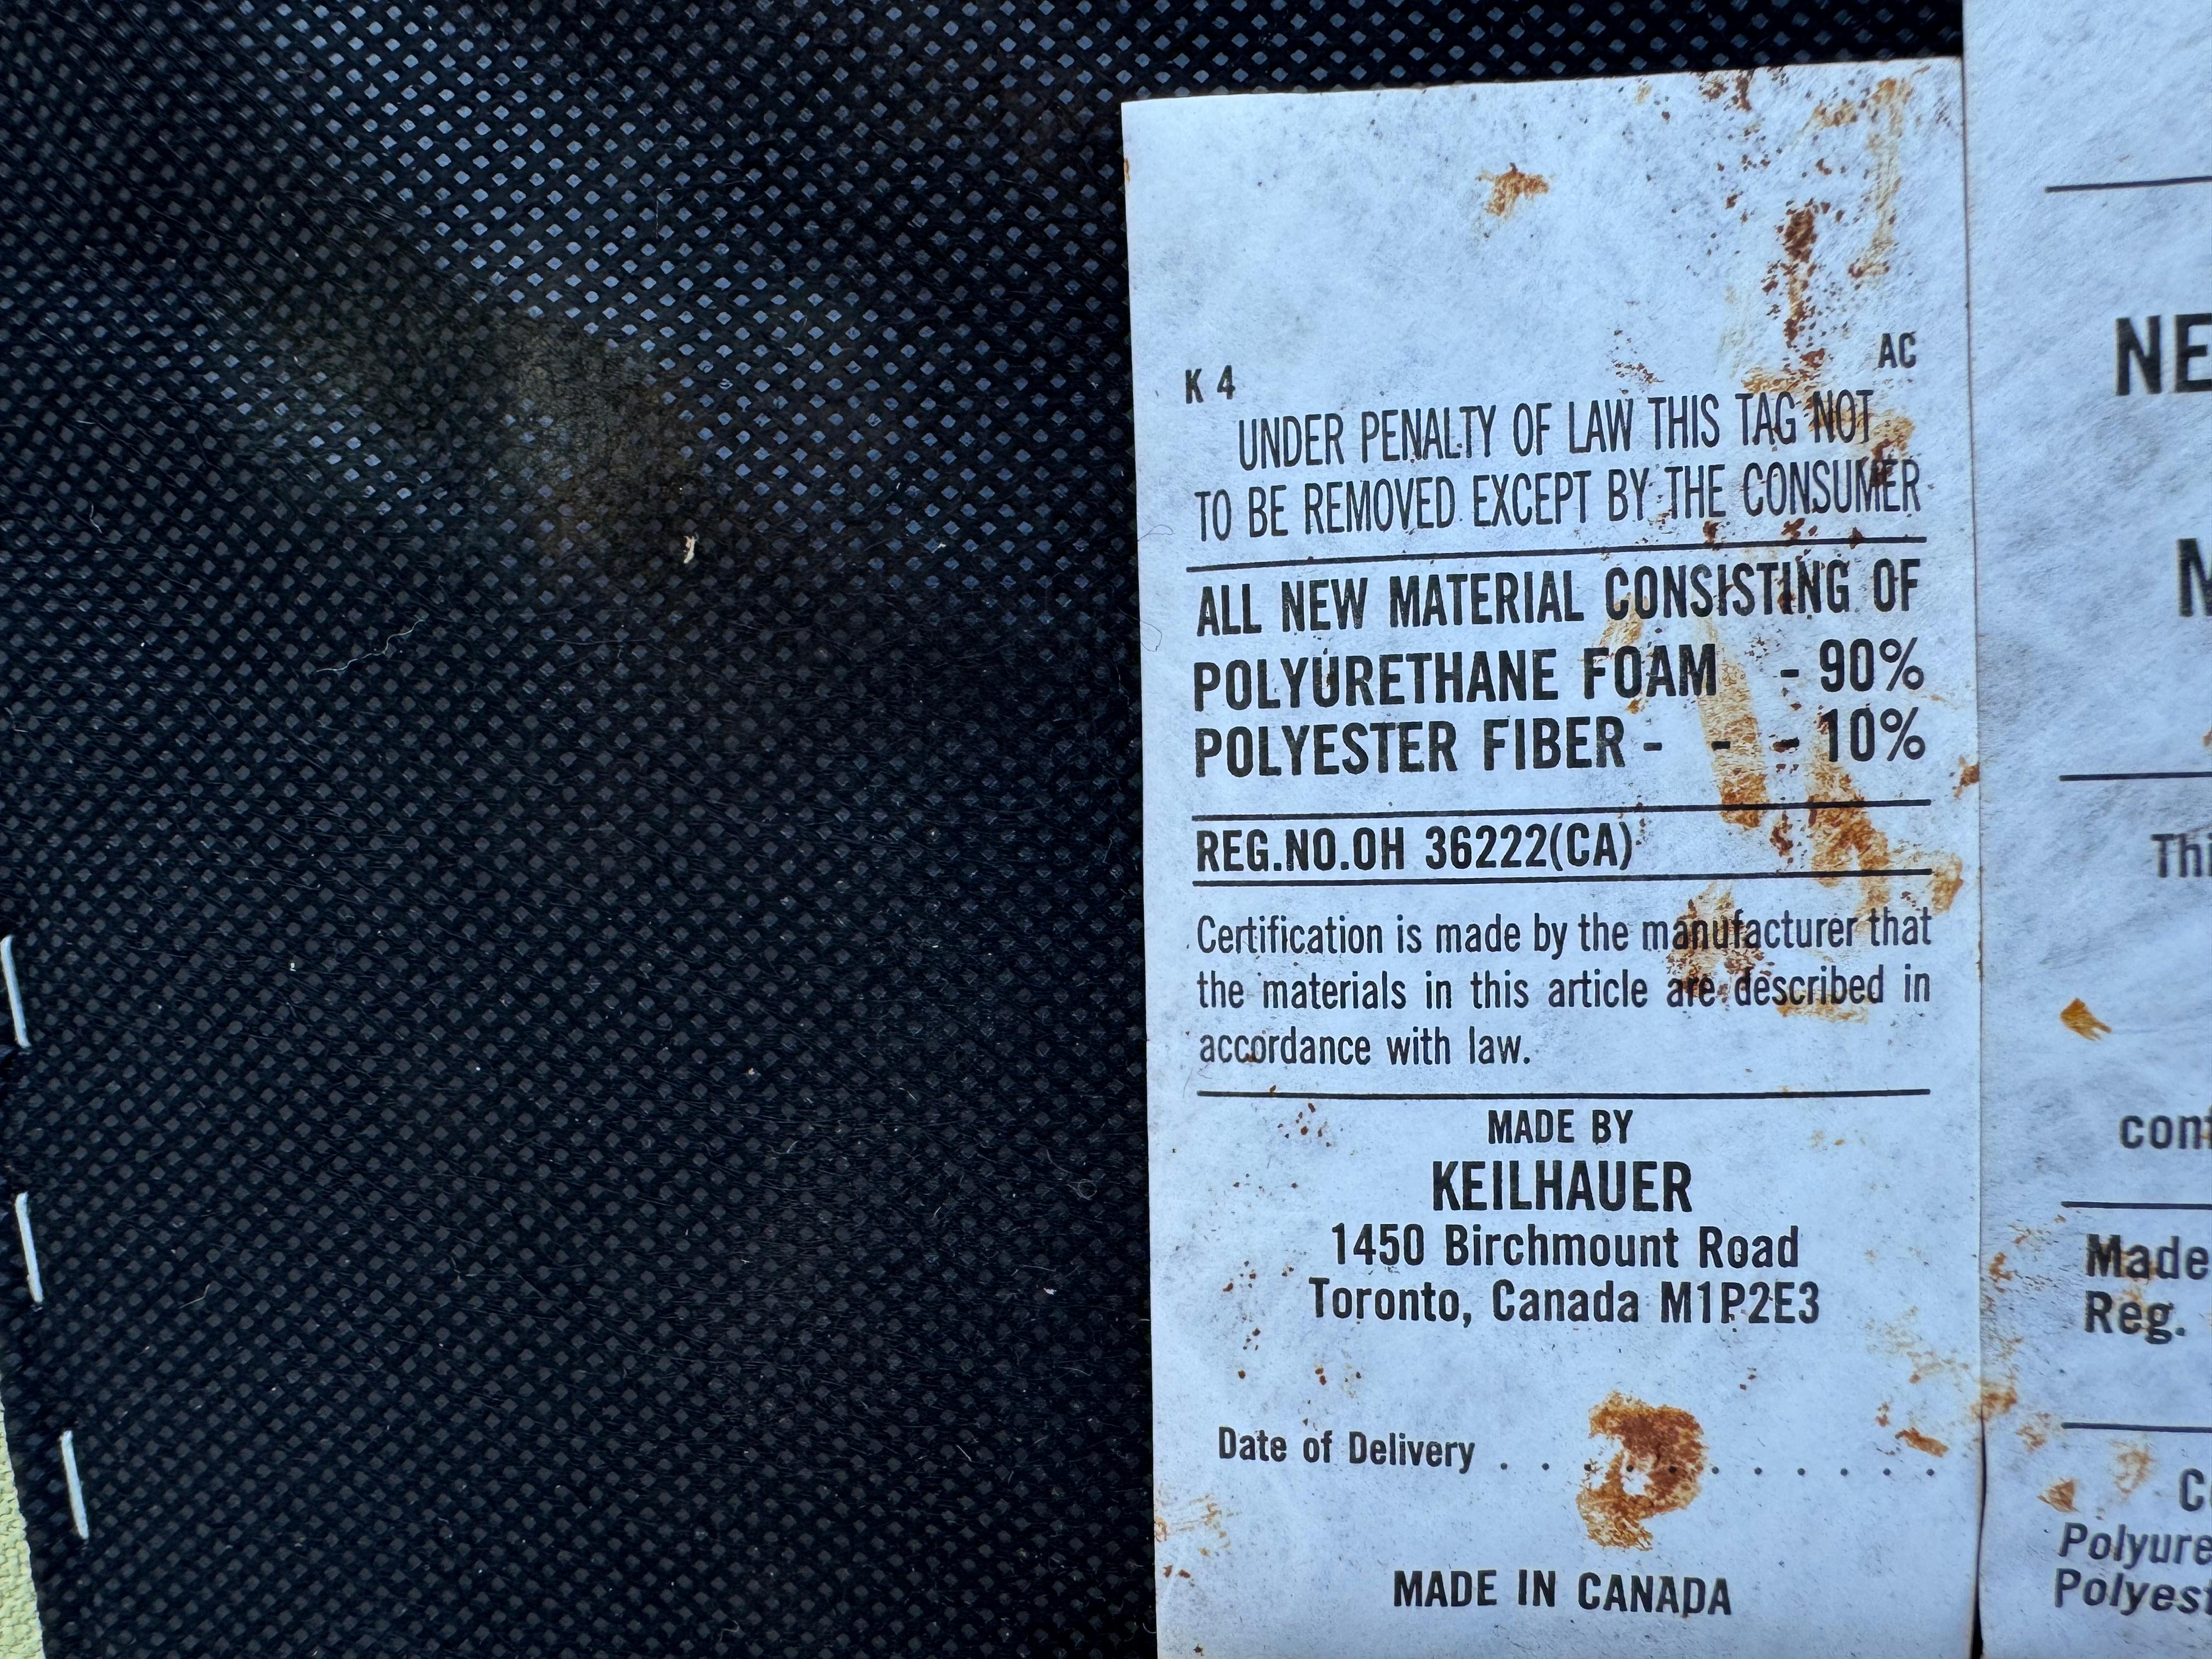 K 4 AC
UNDER PENALTY OF LAW THIS TAG NOT
TO BE REMOVED EXCEPT BY THE CONSUMER
ALL NEW MATERIAL CONSISTING OF
POLYURETHANE FOAM - 90%
POLYESTER FIBER - - - 10%
REG.NO.OH 36222(CA)
Certification is made by the manufacturer that
the materials in this article are described in
accordance with law.
MADE BY
KEILHAUER
1450 Birchmount Road
Toronto, Canada M1P2E3
Date of Delivery . . . . . . . . . . .
MADE IN CANADA
NE
M
Thi
con
Made
Reg.
C
Polyure
Polyest